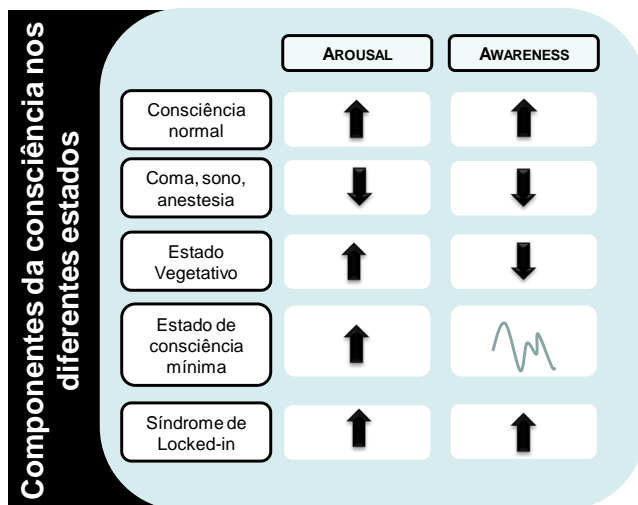 Componentes da consciência nos
diferentes estados
AROUSAL
AWARENESS
Consciência
normal
Coma, sono,
anestesia
Estado
Vegetativo
Estado de
consciência
mínima
Síndrome de
Locked-in